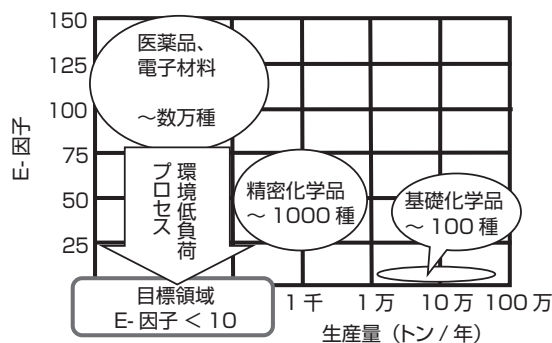 150
125
100
75
50
25
E- 因子
医薬品、
電子材料
～数万種
環境低負荷
プロセス
精密化学品
～ 1000 種
基礎化学品
～ 100 種
目標領域
E- 因子 < 10
1 千
1 万
10 万
100 万
生産量（トン / 年）